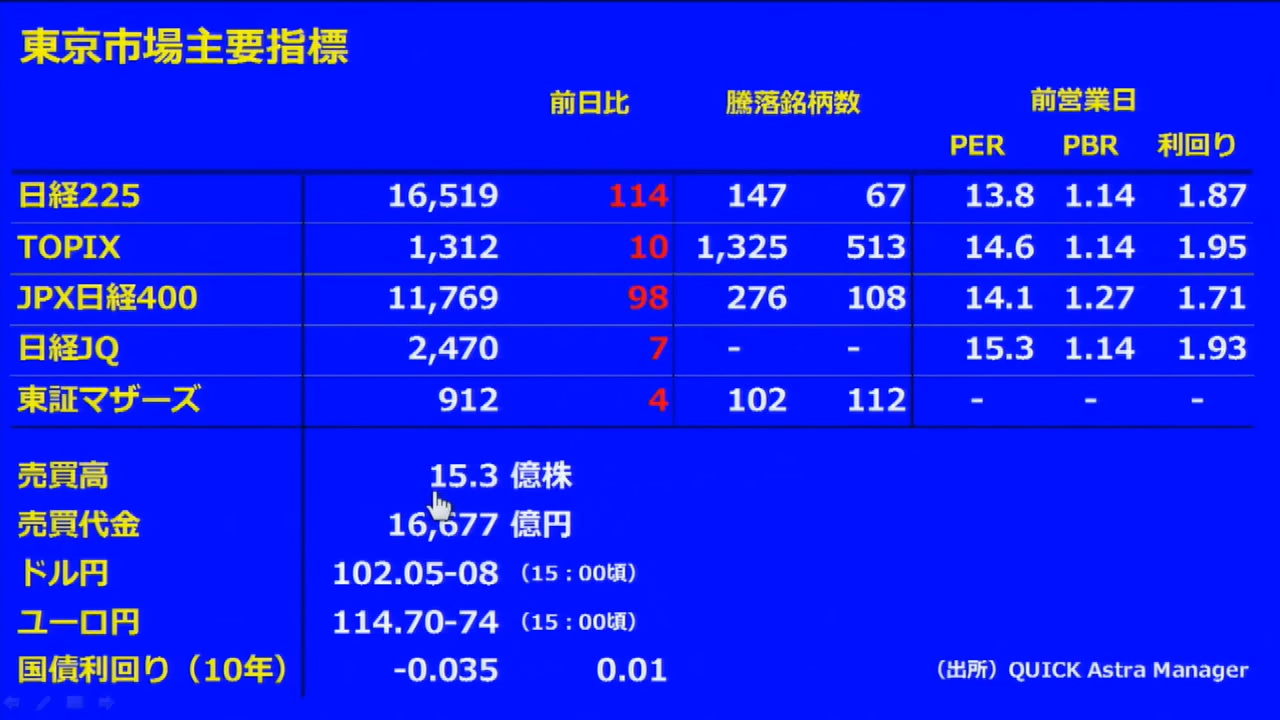 東京市場主要指標
前日比 騰落銘柄数 前営業日
PER PBR 利回り
日経225 16,519 114 147 67 13.8 1.14 1.87
TOPIX 1,312 10 1,325 513 14.6 1.14 1.95
JPX日経400 11,769 98 276 108 14.1 1.27 1.71
日経JQ 2,470 7 - - 15.3 1.14 1.93
東証マザーズ 912 4 102 112 - - -
売買高 15.3 億株
売買代金 16,677 億円
ドル円 102.05-08 （15：00頃）
ユーロ円 114.70-74 （15：00頃）
国債利回り（10年） -0.035 0.01 （出所）QUICK Astra Manager